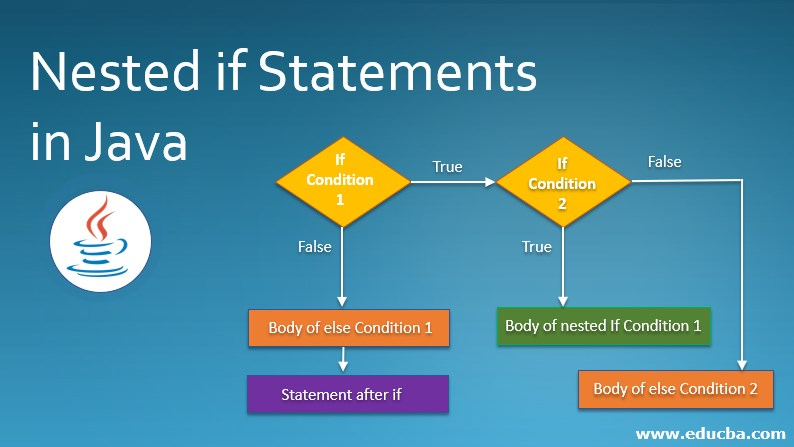 Nested if Statements
in Java
If
Condition
1
True
If
Condition
2
False
False
True
Body of else Condition 1
Body of nested If Condition 1
Statement after if
Body of else Condition 2
www.educba.com